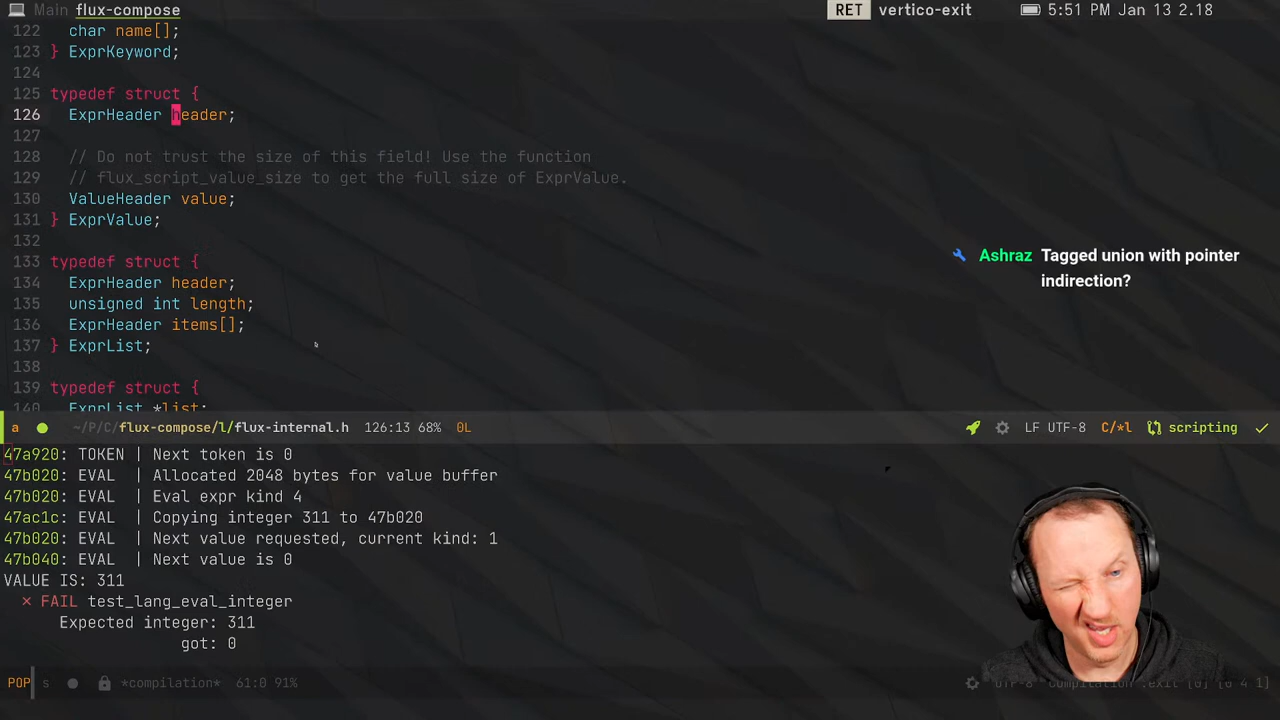 Main flux-compose RET vertico-exit 5:51 PM Jan 13 2.18
122 char name[];
123 } ExprKeyword;
124
125 typedef struct {
126 ExprHeader header;
127
128 // Do not trust the size of this field! Use the function
129 // flux_script_value_size to get the full size of ExprValue.
130 ValueHeader value;
131 } ExprValue;
132
133 typedef struct {
134 ExprHeader header;
135 unsigned int length;
136 ExprHeader items[];
137 } ExprList;
138
139 typedef struct {
140 ExprList *list;
Ashraz Tagged union with pointer
indirection?
a ~/P/C/flux-compose/l/flux-internal.h 126:13 68% 0L LF UTF-8 C/*l scripting
47a920: TOKEN | Next token is 0
47b020: EVAL | Allocated 2048 bytes for value buffer
47b020: EVAL | Eval expr kind 4
47ac1c: EVAL | Copying integer 311 to 47b020
47b020: EVAL | Next value requested, current kind: 1
47b040: EVAL | Next value is 0
VALUE IS: 311
× FAIL test_lang_eval_integer
Expected integer: 311
got: 0
POP s *compilation* 61:0 91% UTF-8